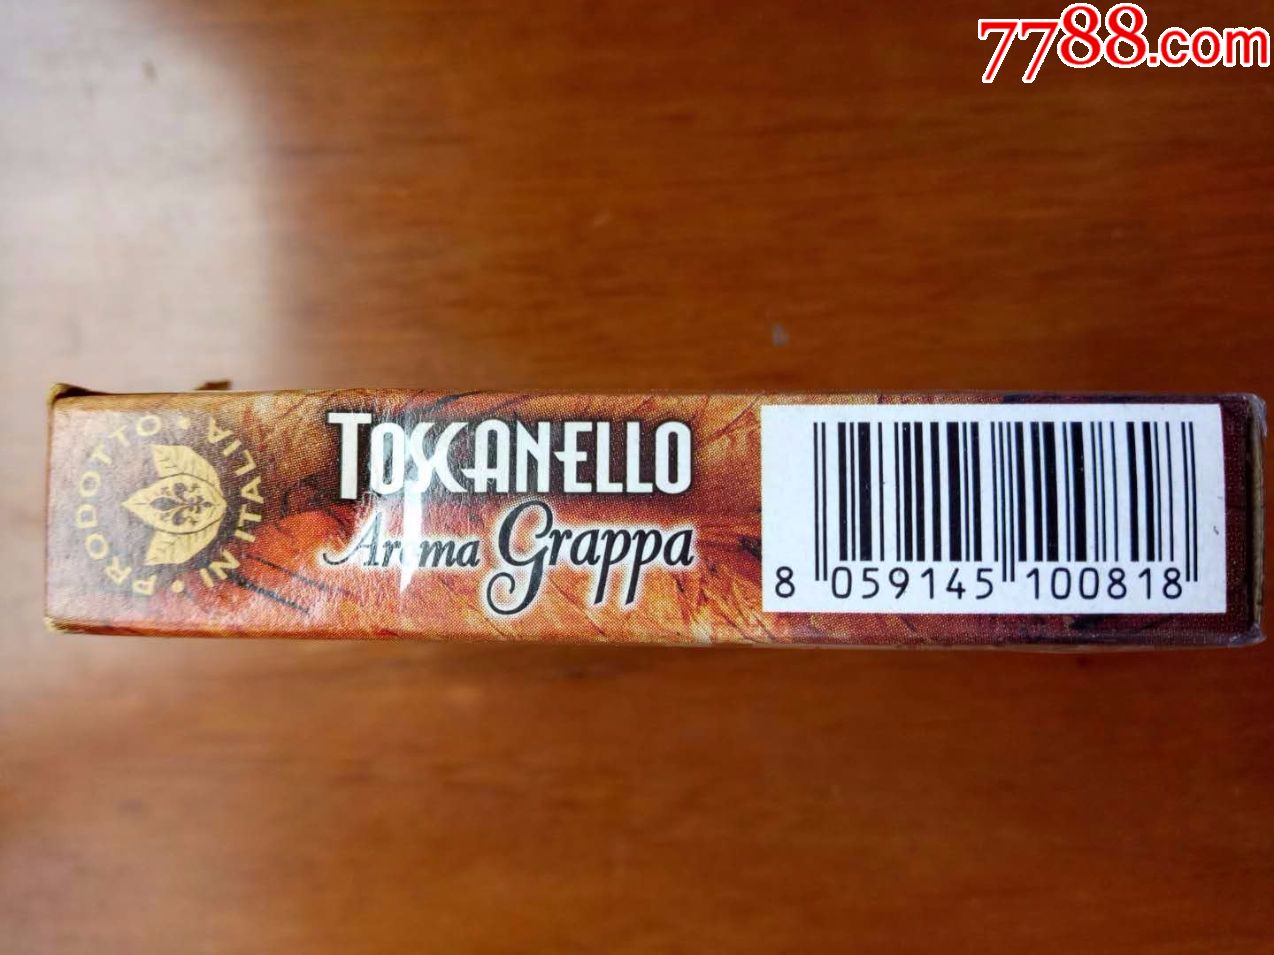 7788.com
PRODOTTO • IN ITALIA •
TOSCANELLO
Aroma Grappa
8 059145 100818